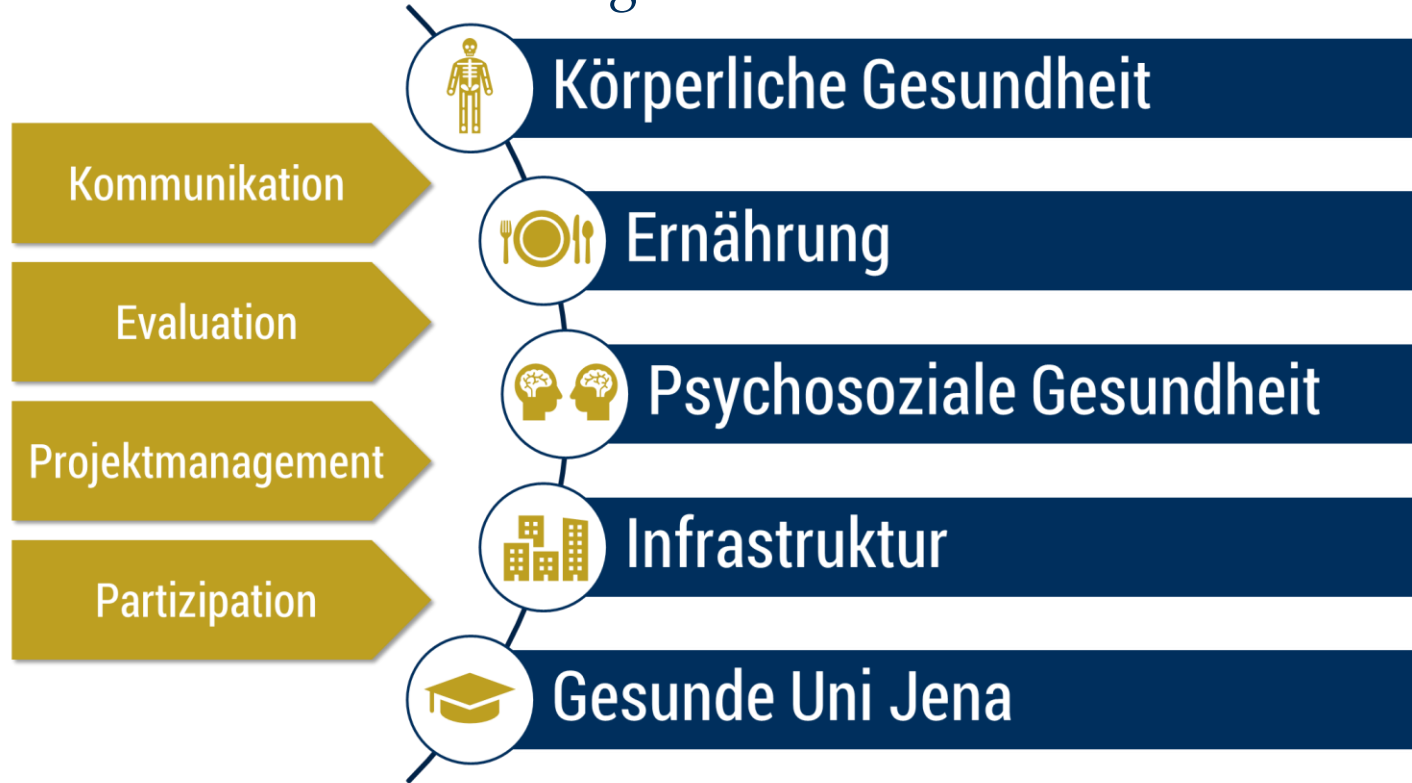 Körperliche Gesundheit
Kommunikation
Ernährung
Evaluation
Psychosoziale Gesundheit
Projektmanagement
Infrastruktur
Partizipation
Gesunde Uni Jena